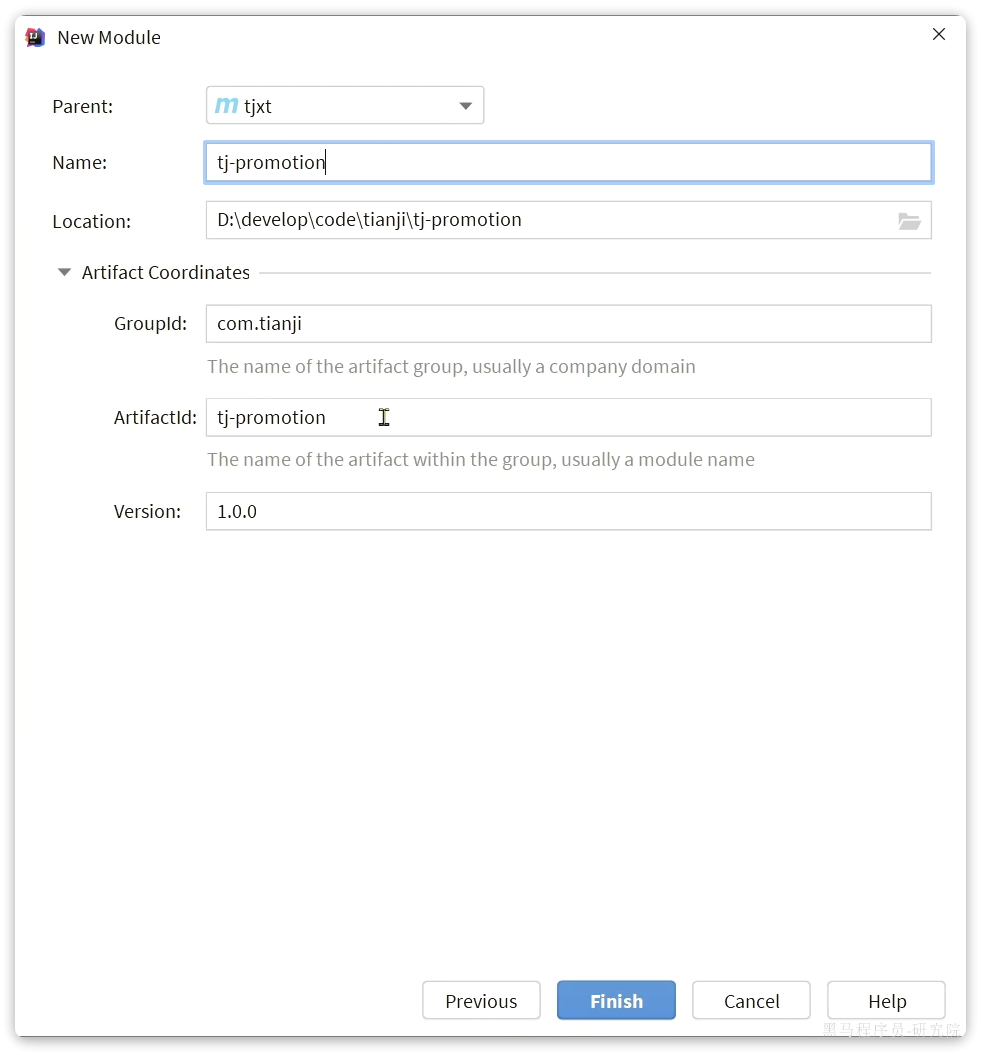 New Module
Parent: m tjxt
Name: tj-promotion
Location: D:\develop\code\tianji\tj-promotion
Artifact Coordinates
GroupId: com.tianji
The name of the artifact group, usually a company domain
ArtifactId: tj-promotion
The name of the artifact within the group, usually a module name
Version: 1.0.0
Previous Finish Cancel Help
黑马程序员-研究院